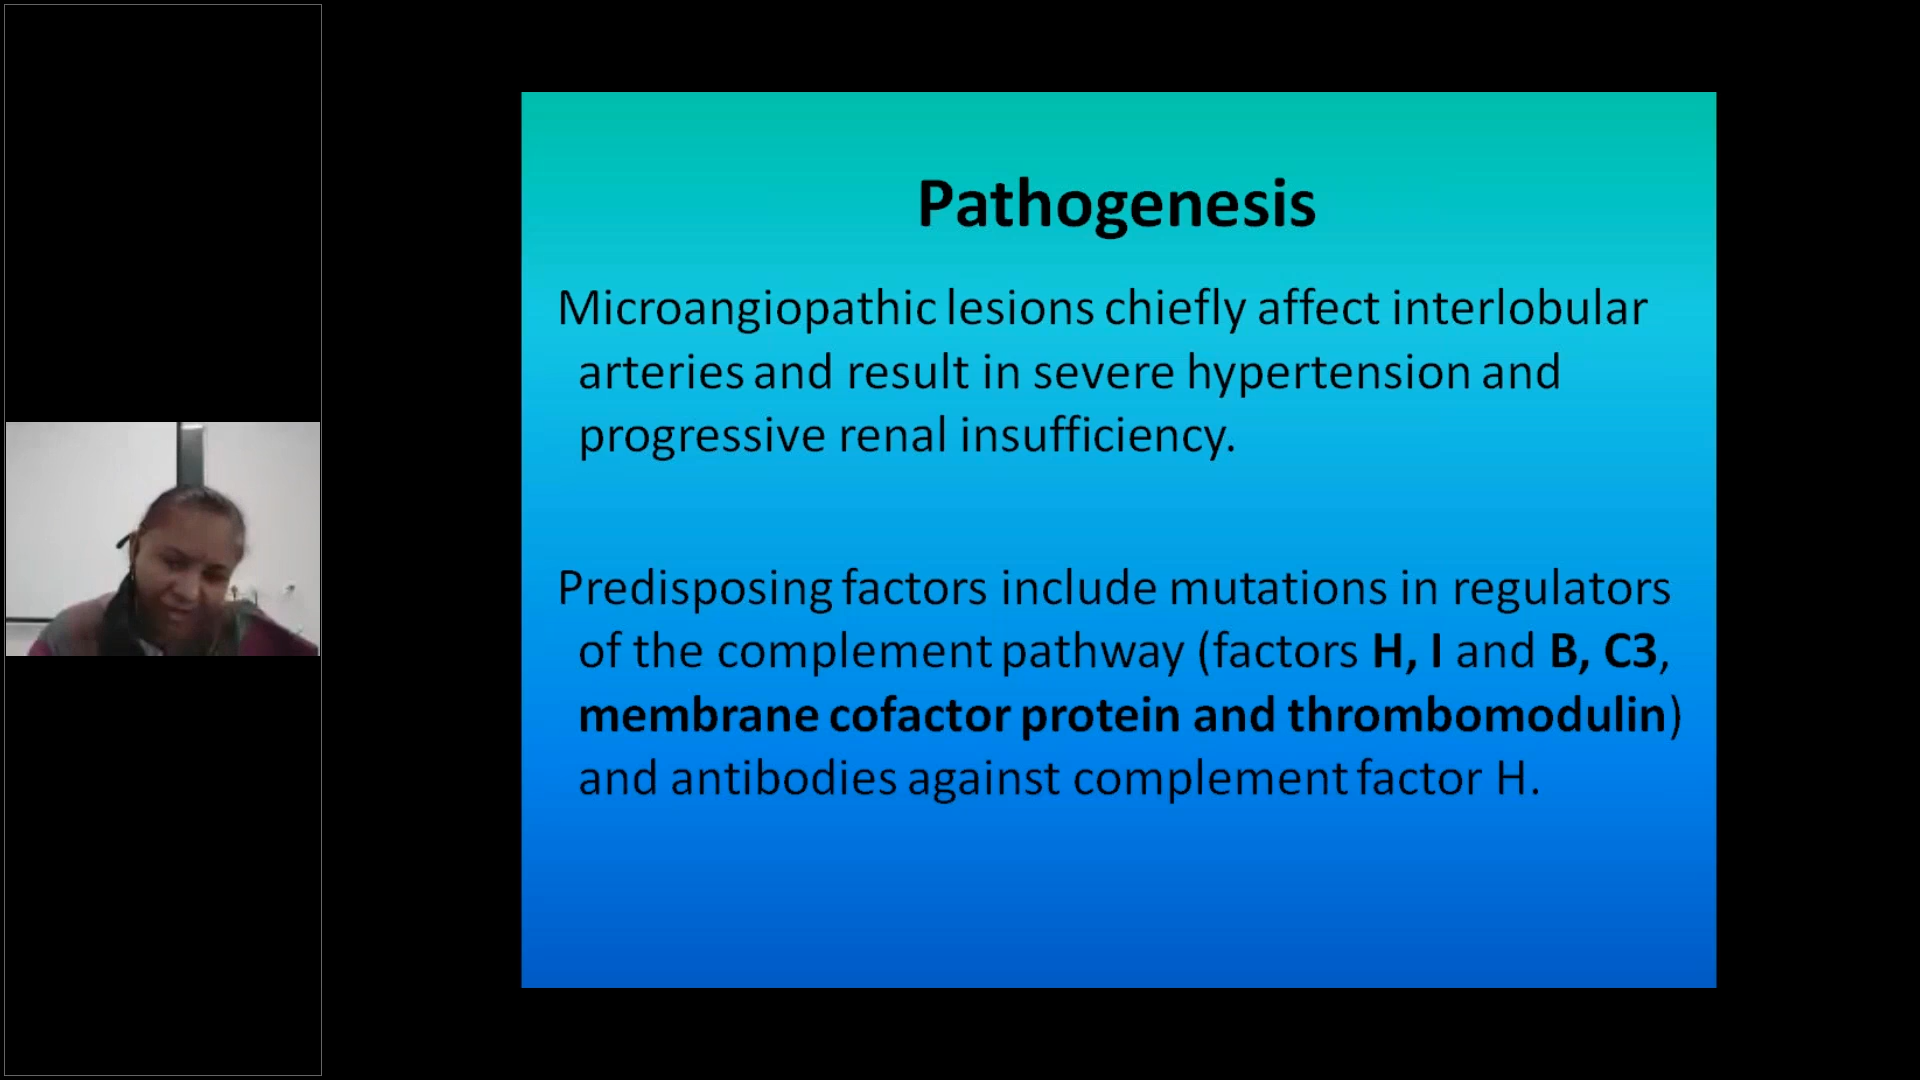 Pathogenesis
Microangiopathic lesions chiefly affect interlobular
arteries and result in severe hypertension and
progressive renal insufficiency.
Predisposing factors include mutations in regulators
of the complement pathway (factors H, I and B, C3,
membrane cofactor protein and thrombomodulin)
and antibodies against complement factor H.